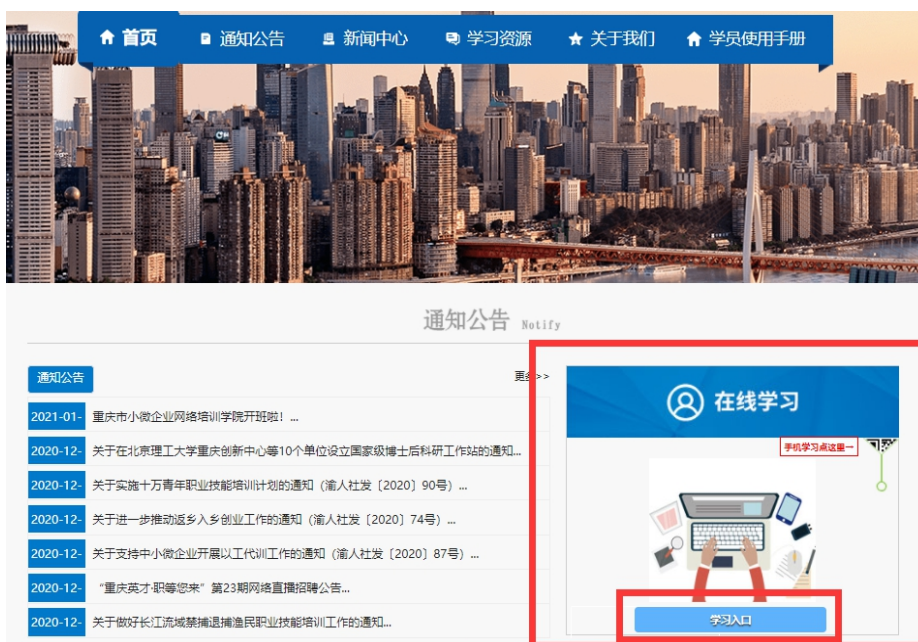 首页 通知公告 新闻中心 学习资源 关于我们 学员使用手册
通知公告 Notify
通知公告 更多>>
2021-01- 重庆市小微企业网络培训学院开班啦！...
2020-12- 关于在北京理工大学重庆创新中心等10个单位设立国家级博士后科研工作站的通知...
2020-12- 关于实施十万青年职业技能培训计划的通知（渝人社发〔2020〕90号）...
2020-12- 关于进一步推动返乡入乡创业工作的通知（渝人社发〔2020〕74号）...
2020-12- 关于支持中小微企业开展以工代训工作的通知（渝人社发〔2020〕87号）...
2020-12- “重庆英才·职等您来”第23期网络直播招聘公告...
2020-12- 关于做好长江流域禁捕退捕渔民职业技能培训工作的通知...
在线学习
手机学习点这里→
学习入口